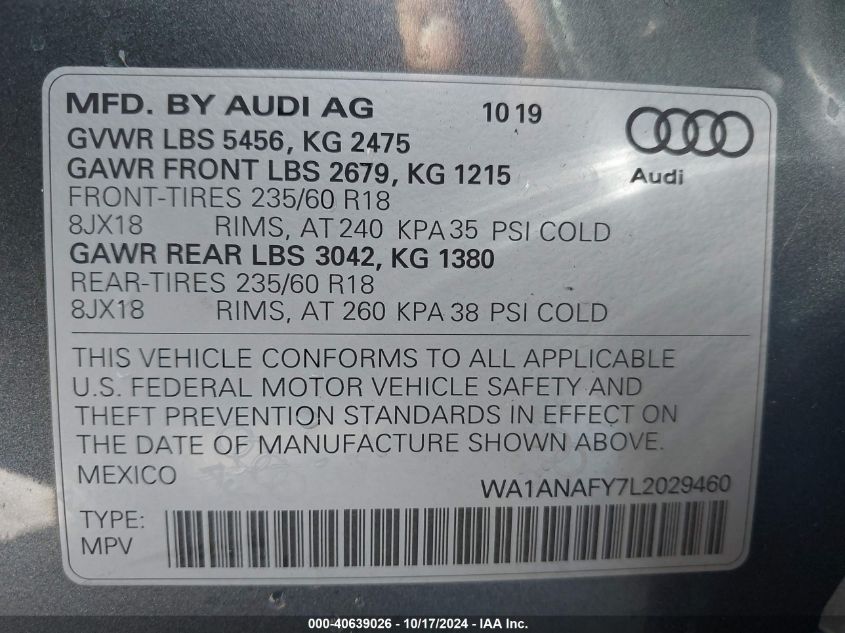 MFD. BY AUDI AG 10 19
GVWR LBS 5456, KG 2475
GAWR FRONT LBS 2679, KG 1215
Audi
FRONT-TIRES 235/60 R18
8JX18 RIMS, AT 240 KPA 35 PSI COLD
GAWR REAR LBS 3042, KG 1380
REAR-TIRES 235/60 R18
8JX18 RIMS, AT 260 KPA 38 PSI COLD
THIS VEHICLE CONFORMS TO ALL APPLICABLE
U.S. FEDERAL MOTOR VEHICLE SAFETY AND
THEFT PREVENTION STANDARDS IN EFFECT ON
THE DATE OF MANUFACTURE SHOWN ABOVE.
MEXICO
WA1ANAFY7L2029460
TYPE:
MPV
000-40639026 - 10/17/2024 - IAA Inc.